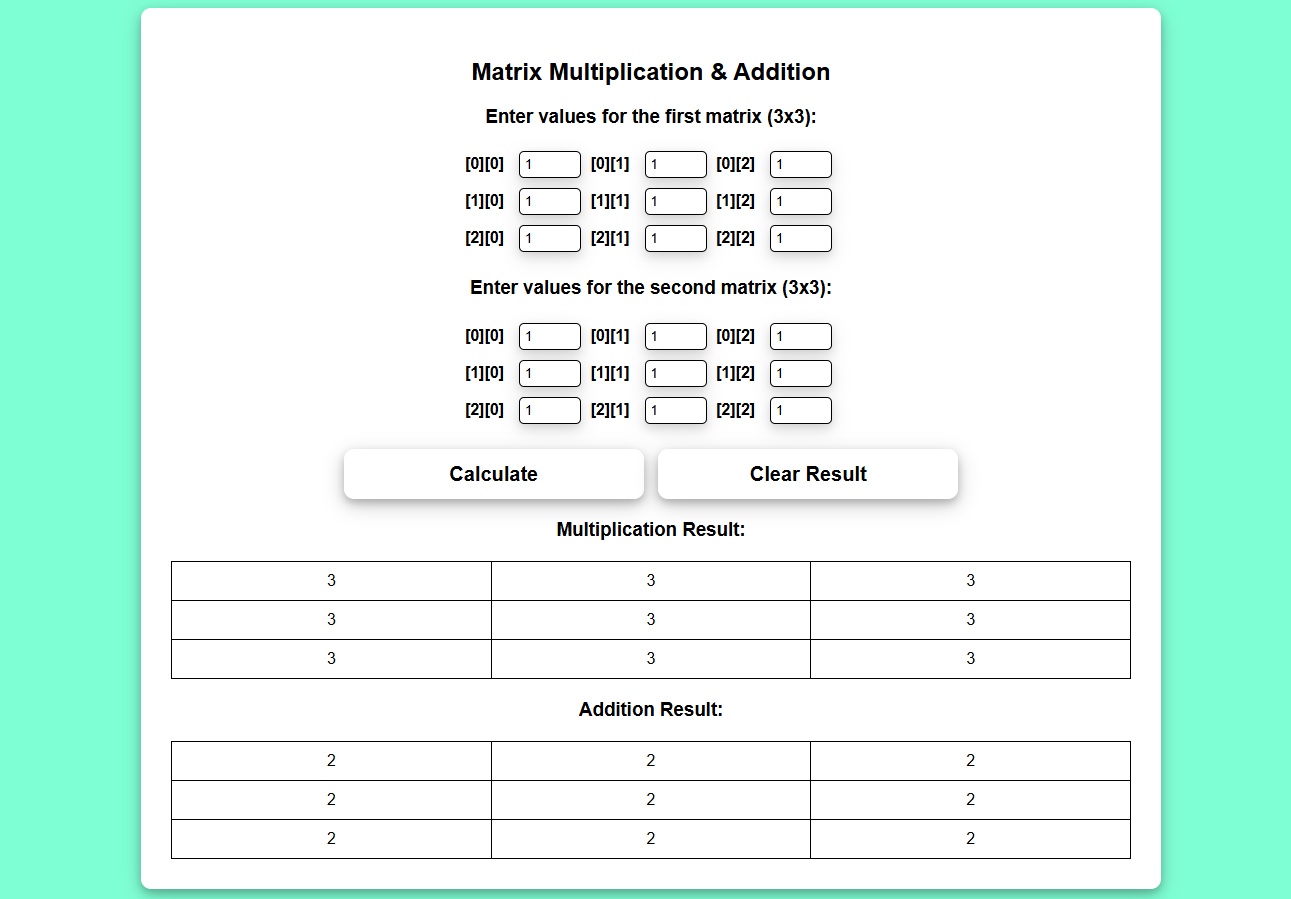 Matrix Multiplication & Addition
Enter values for the first matrix (3x3):
[0][0] 1 [0][1] 1 [0][2] 1
[1][0] 1 [1][1] 1 [1][2] 1
[2][0] 1 [2][1] 1 [2][2] 1
Enter values for the second matrix (3x3):
[0][0] 1 [0][1] 1 [0][2] 1
[1][0] 1 [1][1] 1 [1][2] 1
[2][0] 1 [2][1] 1 [2][2] 1
Calculate Clear Result
Multiplication Result:
3 3 3
3 3 3
3 3 3
Addition Result:
2 2 2
2 2 2
2 2 2